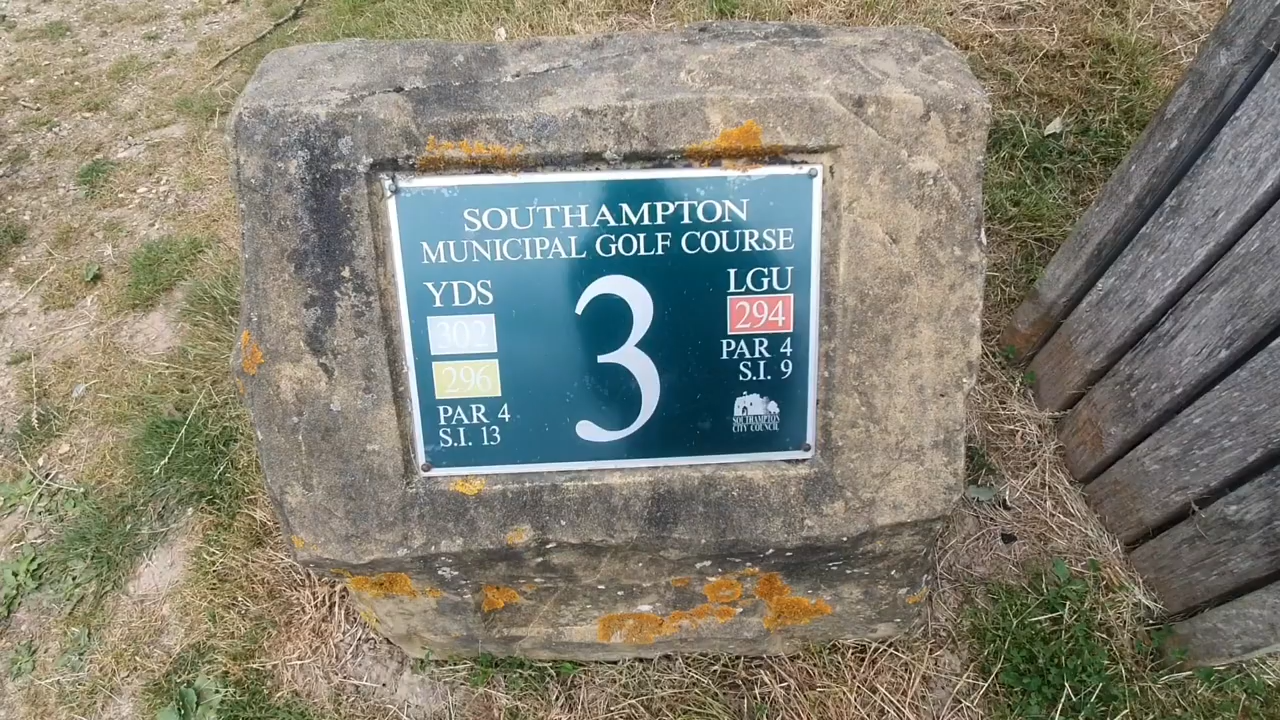 SOUTHAMPTON
MUNICIPAL GOLF COURSE
YDS
302
296
PAR 4
S.I. 13
3
LGU
294
PAR 4
S.I. 9
SOUTHAMPTON
CITY COUNCIL